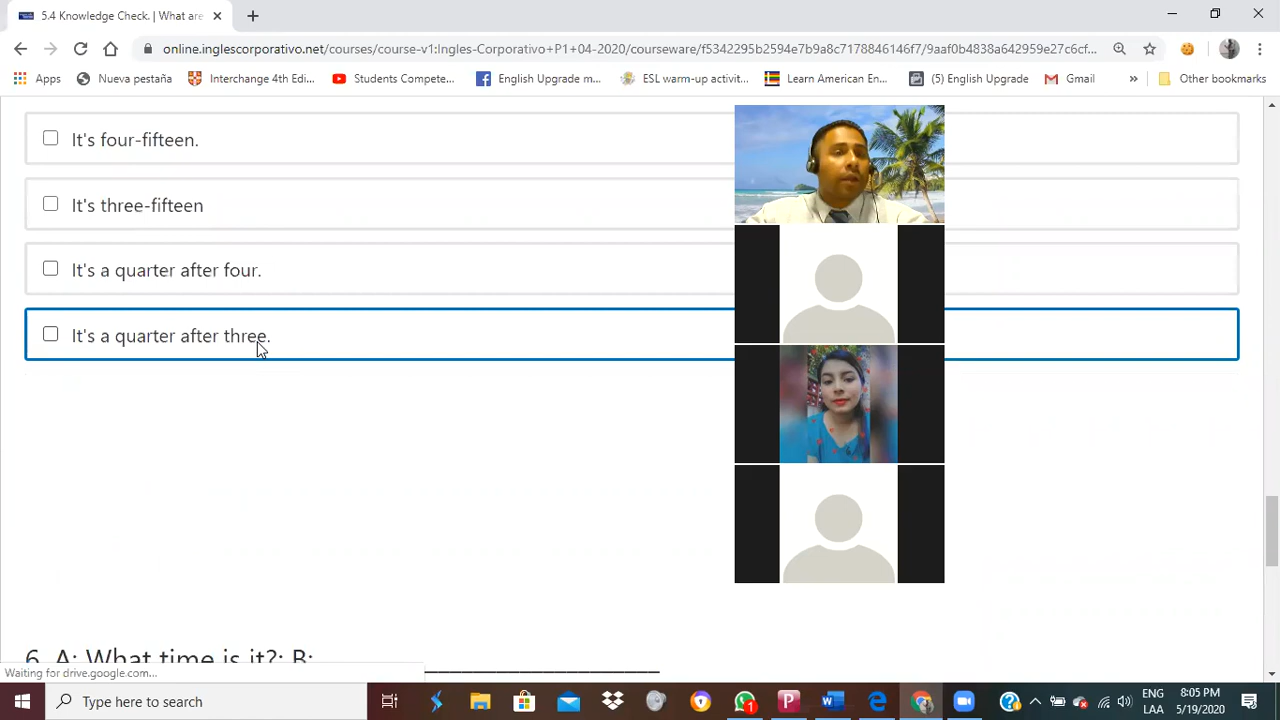 5.4 Knowledge Check. | What are
online.inglescorporativo.net/courses/course-v1:Ingles-Corporativo+P1+04-2020/courseware/f5342295b2594e7b9a8c7178846146f7/9aaf0b4838a642959e27c6cf...
Apps Nueva pestaña Interchange 4th Edi... Students Compete... English Upgrade m... ESL warm-up activit... Learn American En... (5) English Upgrade Gmail » Other bookmarks
It's four-fifteen.
It's three-fifteen
It's a quarter after four.
It's a quarter after three.
6. A: What time is it?: B: ____________________
Waiting for drive.google.com...
Type here to search
1
ENG
LAA
8:05 PM
5/19/2020